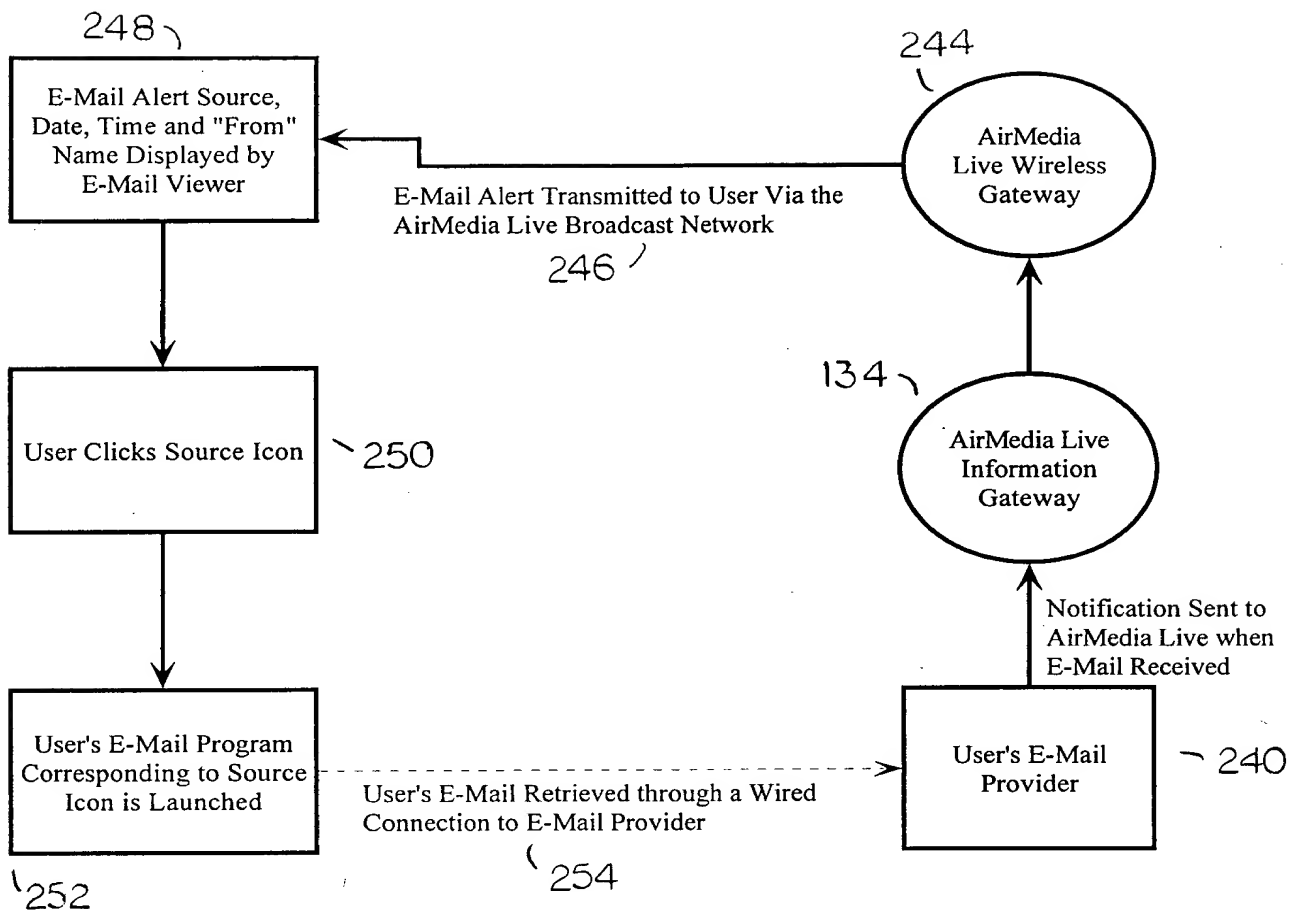 248
E-Mail Alert Source,
Date, Time and "From"
Name Displayed by
E-Mail Viewer
244
AirMedia
Live Wireless
Gateway
E-Mail Alert Transmitted to User Via the
AirMedia Live Broadcast Network
246
User Clicks Source Icon
250
134
AirMedia Live
Information
Gateway
Notification Sent to
AirMedia Live when
E-Mail Received
User's E-Mail Program
Corresponding to Source
Icon is Launched
252
User's E-Mail Retrieved through a Wired
Connection to E-Mail Provider
254
User's E-Mail
Provider
240